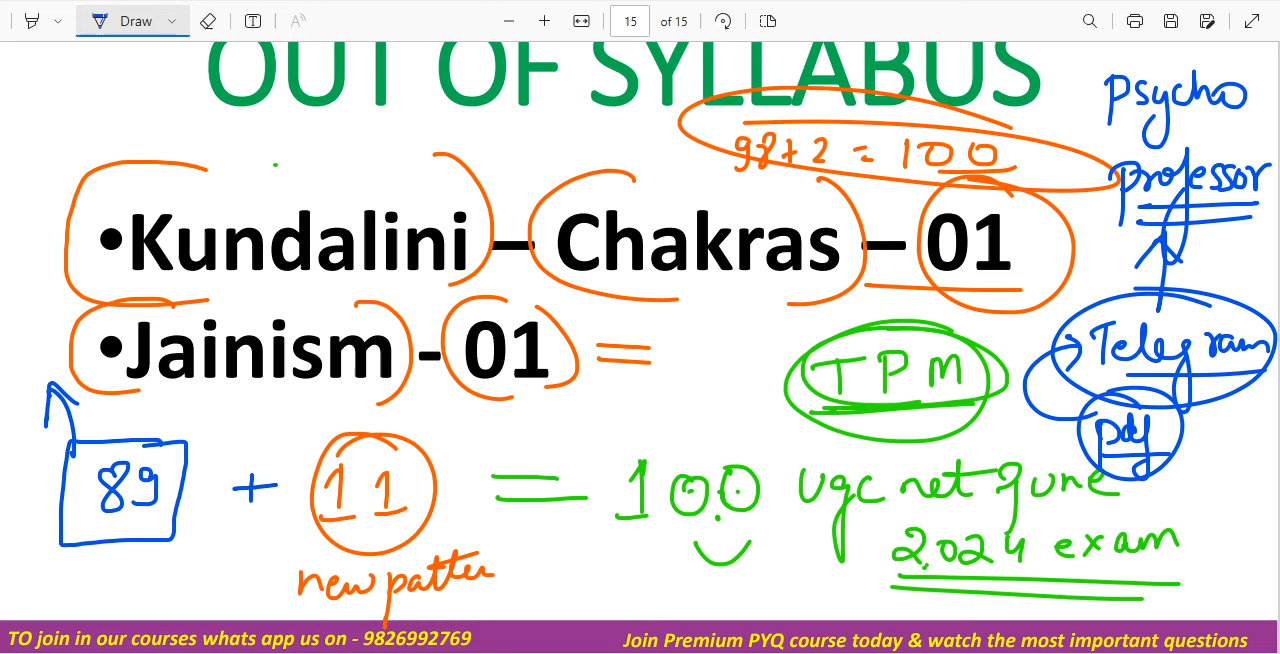 Draw
15 of 15
OUT OF SYLLABUS
psycho
professor
98+2 = 100
•Kundalini – Chakras – 01
•Jainism - 01 =
TPM
Telegram
pdf
89 + 11 = 100 ugc net June
2024 exam
new patten
TO join in our courses whats app us on - 9826992769
Join Premium PYQ course today & watch the most important questions